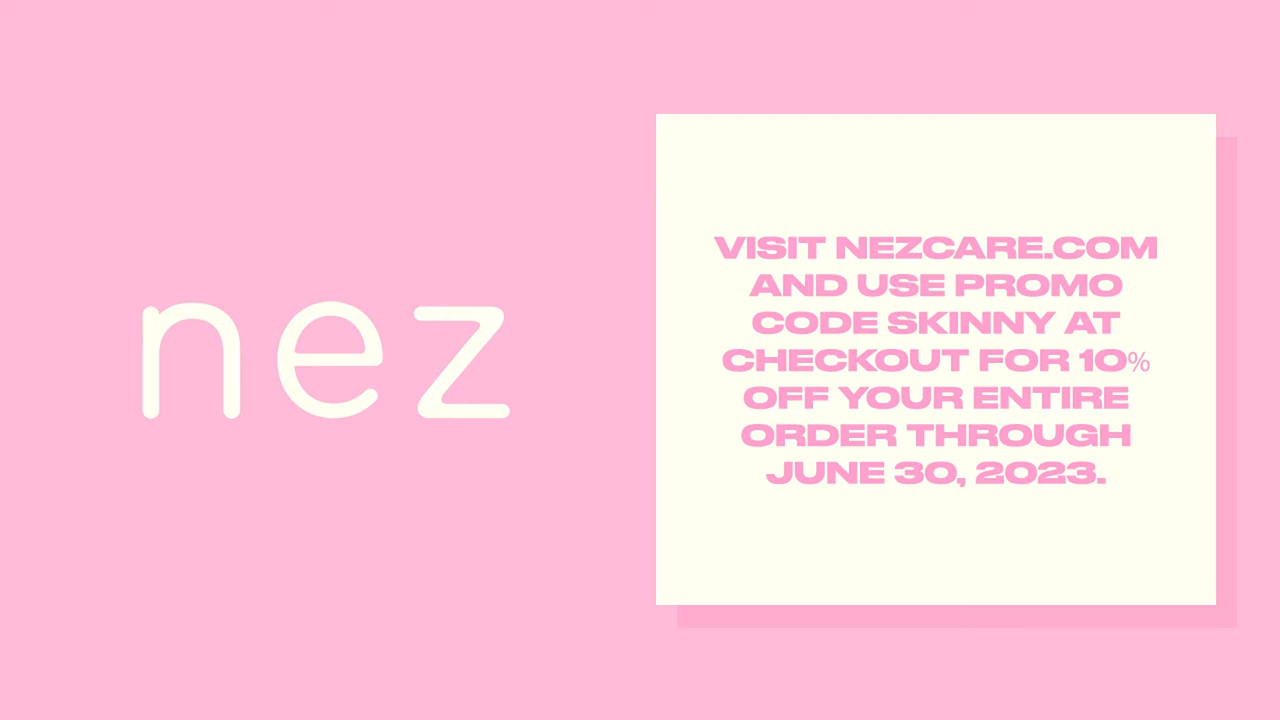 nez
VISIT NEZCARE.COM
AND USE PROMO
CODE SKINNY AT
CHECKOUT FOR 10%
OFF YOUR ENTIRE
ORDER THROUGH
JUNE 30, 2023.